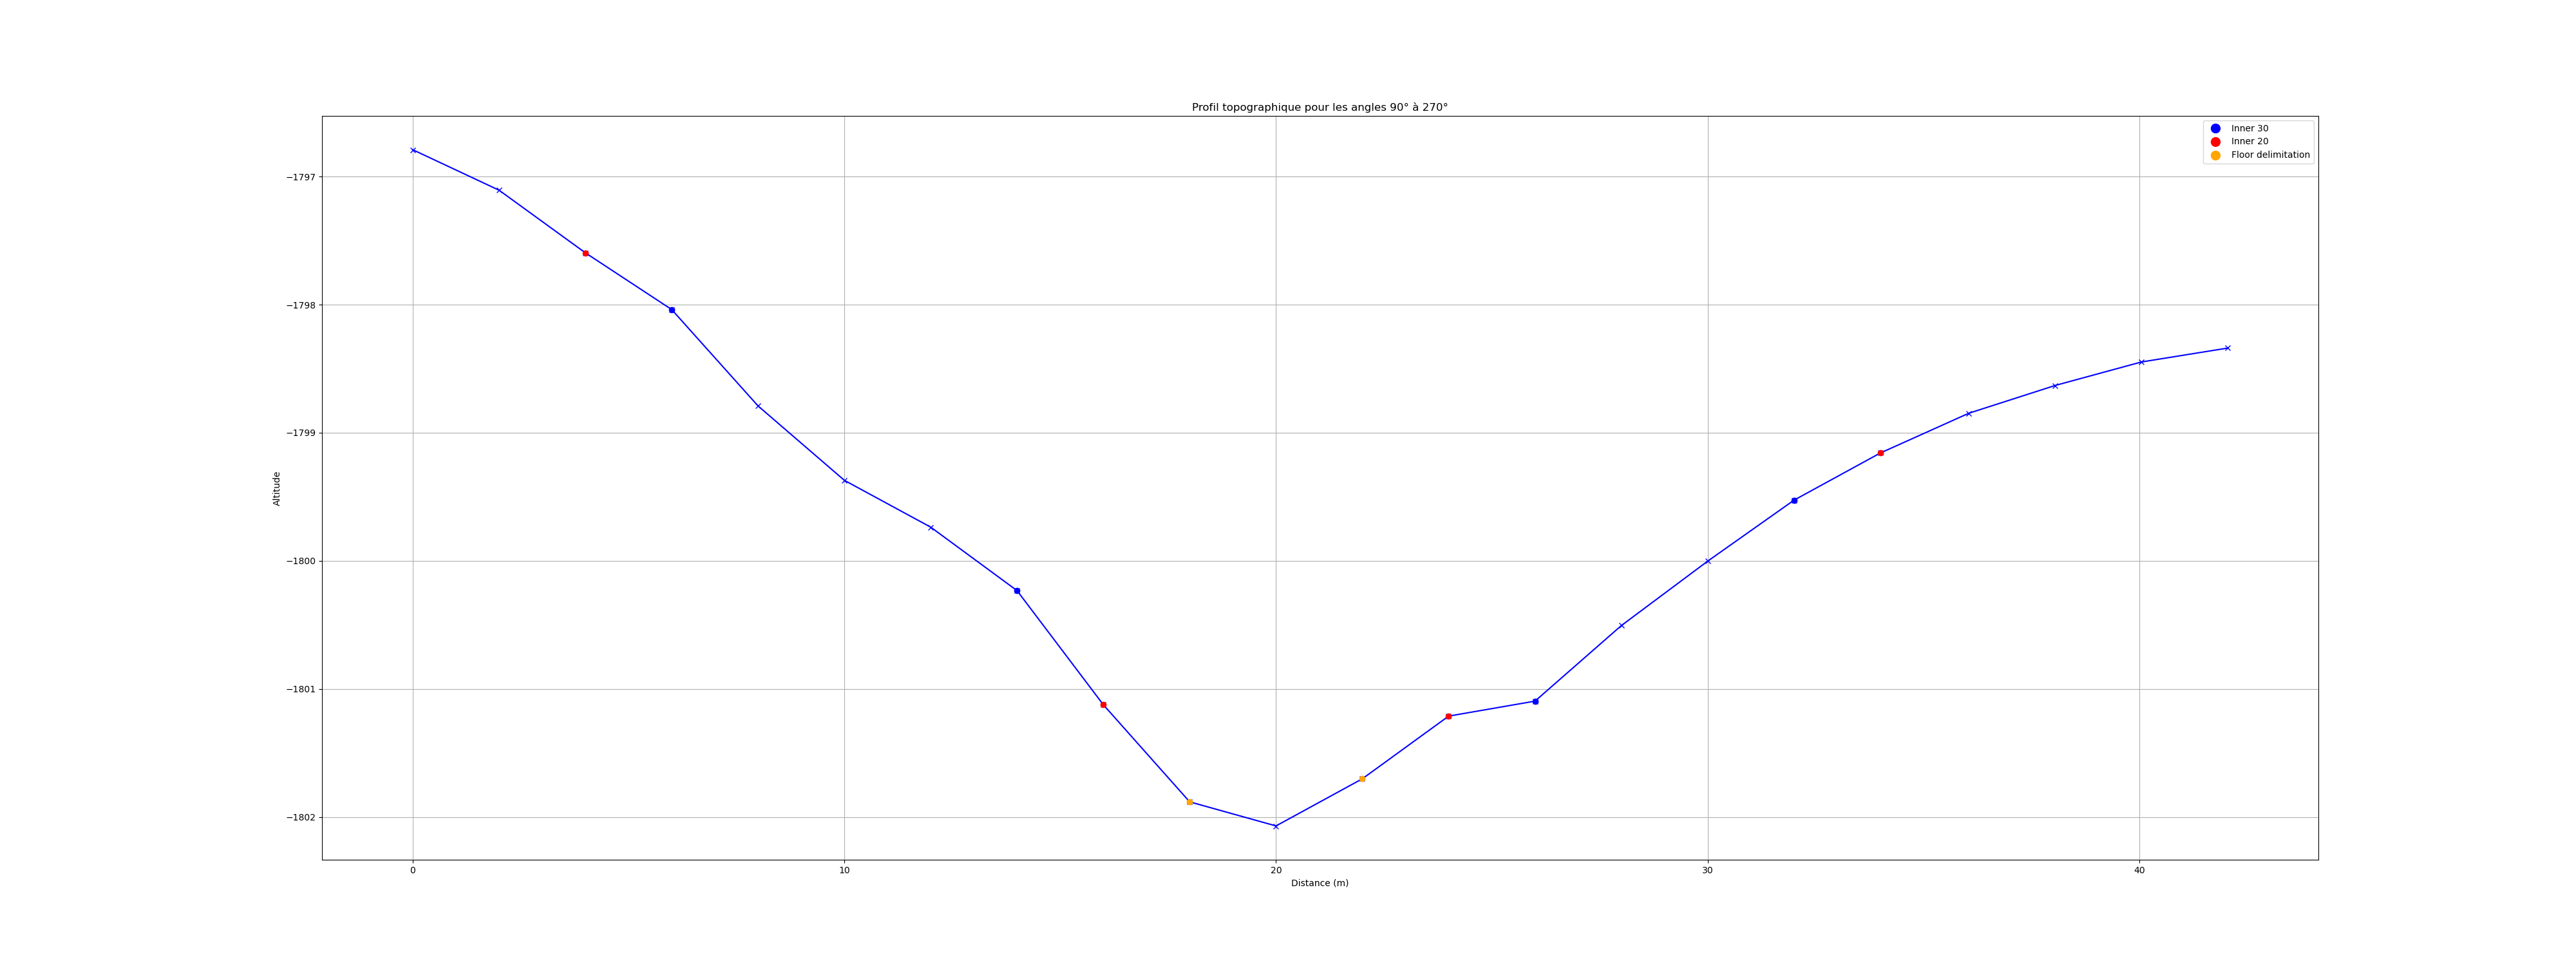 Profil topographique pour les angles 90° à 270°
Inner 30
Inner 20
Floor delimitation
−1797
−1798
−1799
−1800
−1801
−1802
Altitude
0 10 20 30 40
Distance (m)